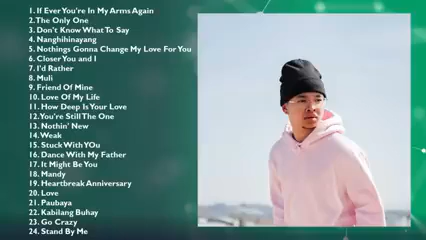 1. If Ever You're In My Arms Again
2.The Only One
3. Don't Know What To Say
4. Nanghihinayang
5. Nothings Gonna Change My Love For You
6. Closer You and I
7. I'd Rather
8. Muli
9. Friend Of Mine
10. Love Of My Life
11. How Deep Is Your Love
12.You're Still The One
13. Nothin' New
14.Weak
15. Stuck With YOu
16. Dance With My Father
17. It Might Be You
18. Mandy
19. Heartbreak Anniversary
20. Love
21. Paubaya
22. Kabilang Buhay
23. Go Crazy
24. Stand By Me